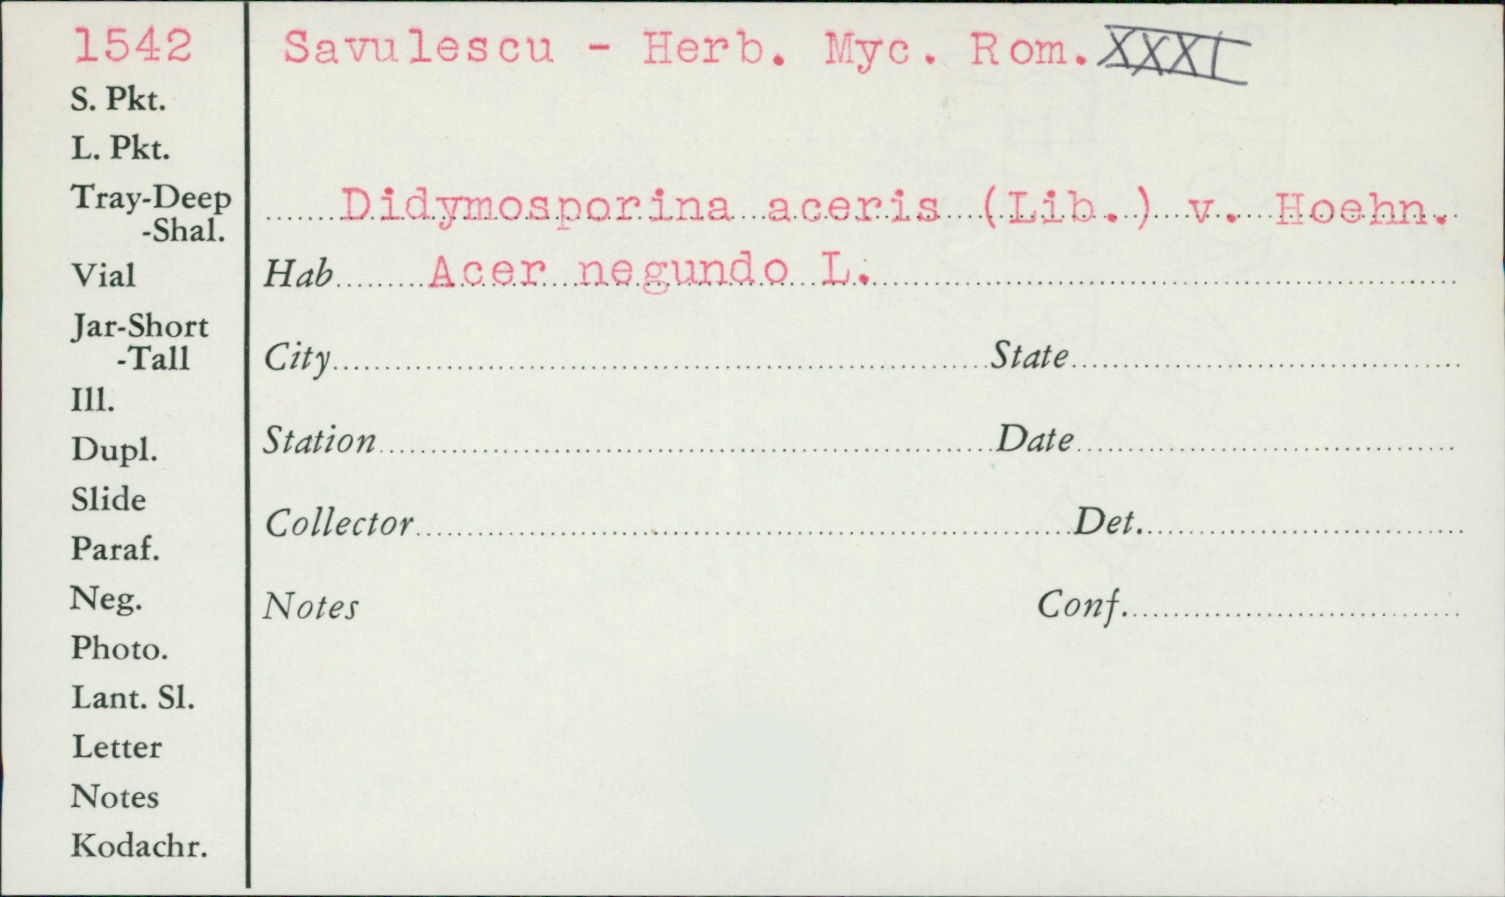 1542
Savulescu - Herb. Myc. Rom. XXXI
S. Pkt.
L. Pkt.
Tray-Deep
-Shal.
Vial
Jar-Short
-Tall
Ill.
Dupl.
Slide
Paraf.
Neg.
Photo.
Lant. Sl.
Letter
Notes
Kodachr.
Didymosporina aceris (Lib.) v. Hoehn.
Hab Acer negundo L.
City State
Station Date
Collector Det.
Notes Conf.